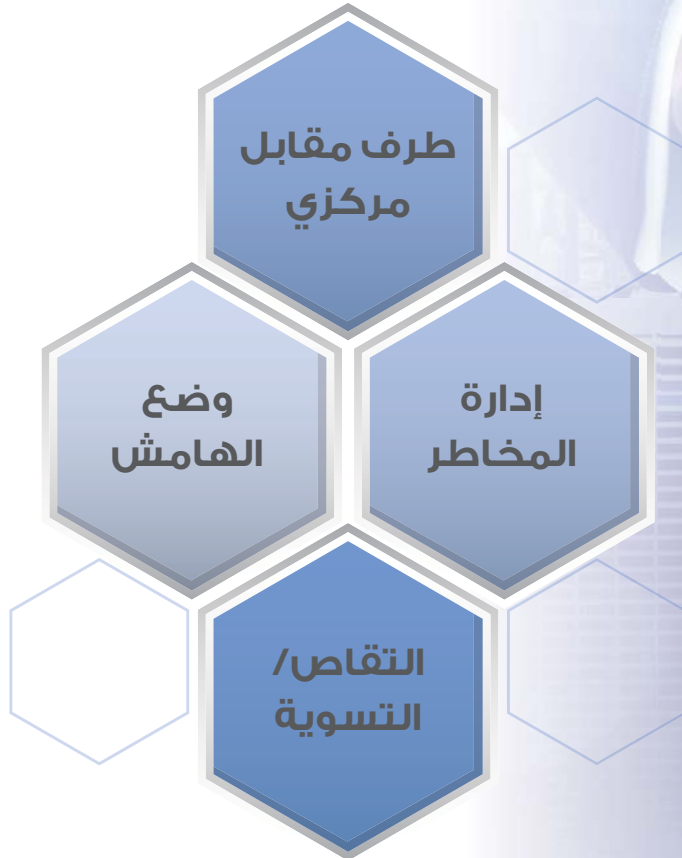 طرف مقابل
مركزي
إدارة
المخاطر
وضع
الهامش
التقاص/
التسوية